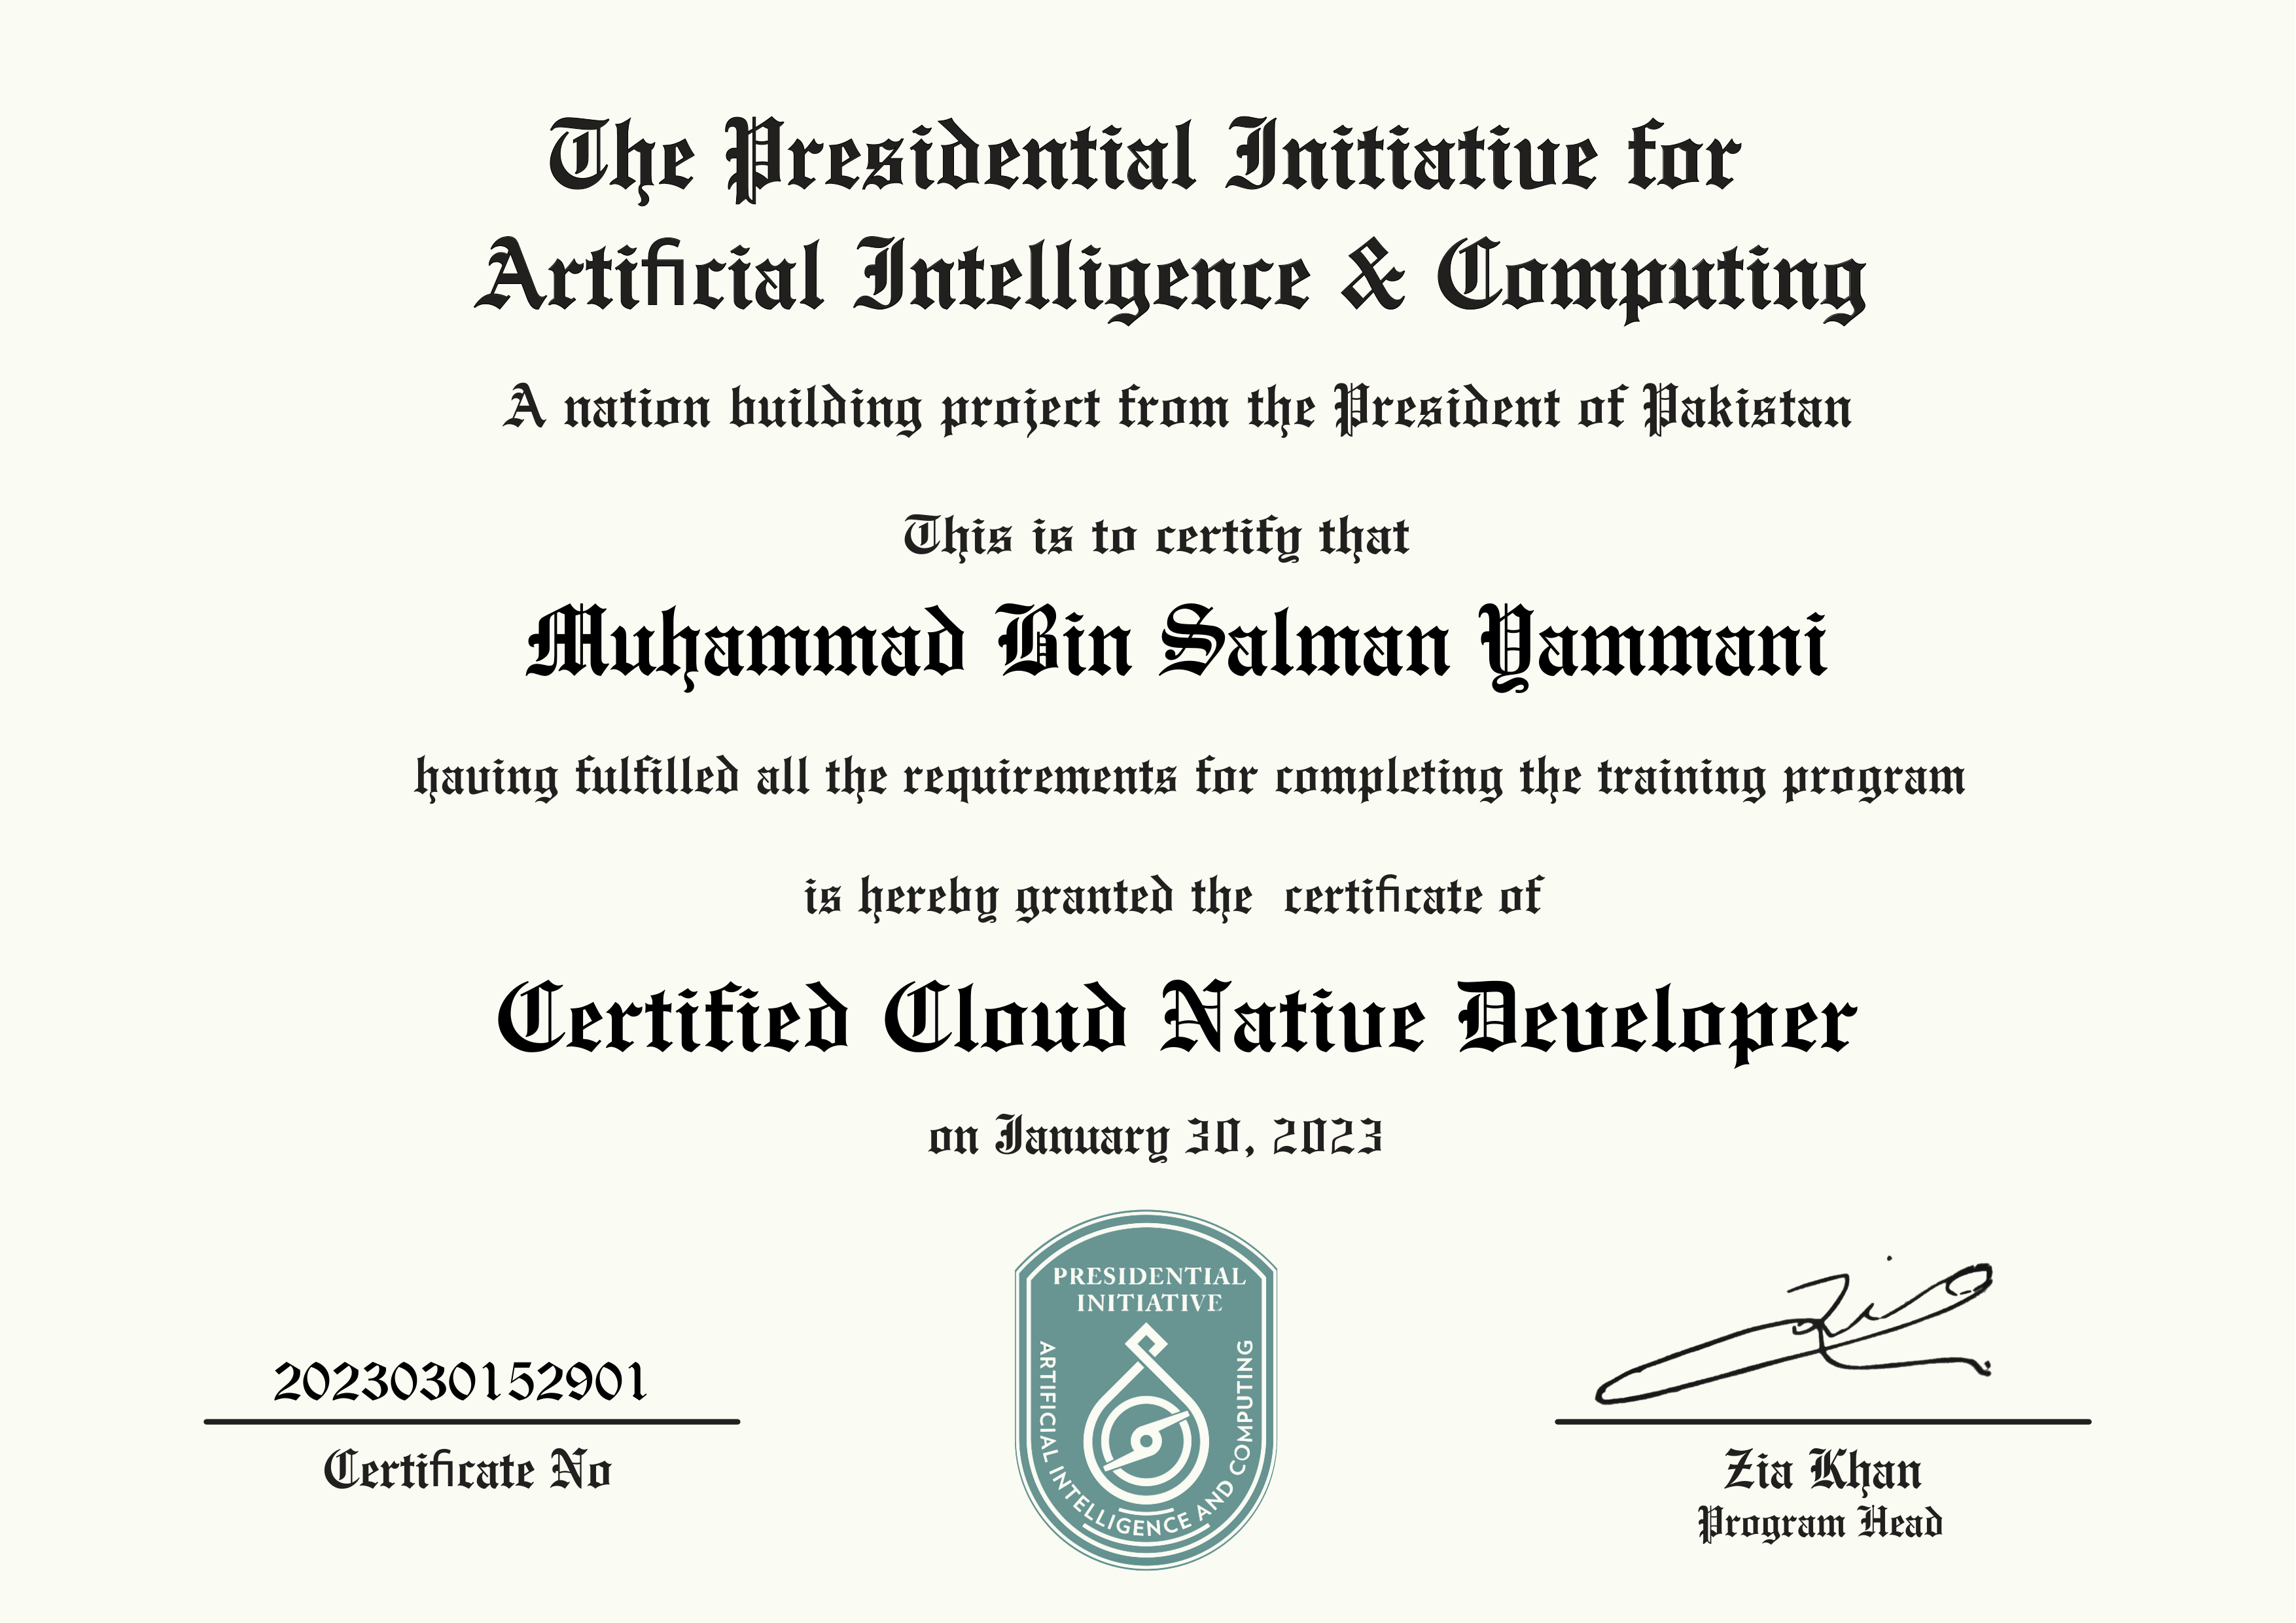 The Presidential Initiative for
Artificial Intelligence & Computing
A nation building project from the President of Pakistan
This is to certify that
Muhammad Bin Salman Yammani
having fulfilled all the requirements for completing the training program
is hereby granted the certificate of
Certified Cloud Native Developer
on January 30, 2023
PRESIDENTIAL
INITIATIVE
ARTIFICIAL INTELLIGENCE AND COMPUTING
2023030152901
Certificate No
Zia
Zia Khan
Program Head